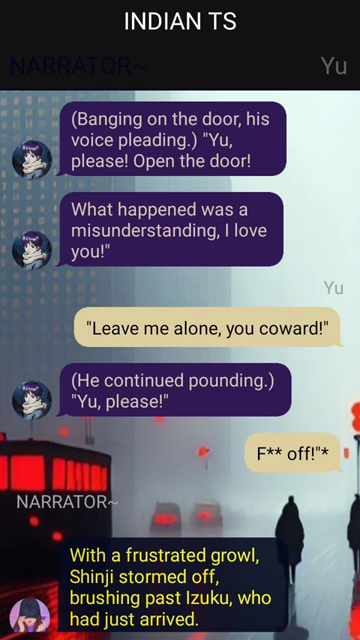 INDIAN TS
NARRATOR~
Yu
(Banging on the door, his
voice pleading.) "Yu,
please! Open the door!
What happened was a
misunderstanding, I love
you!"
Yu
"Leave me alone, you coward!"
(He continued pounding.)
"Yu, please!"
F** off!"*
NARRATOR~
With a frustrated growl,
Shinji stormed off,
brushing past Izuku, who
had just arrived.